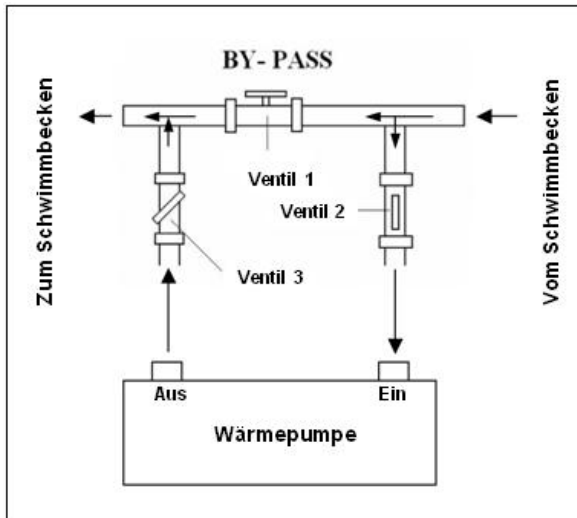 BY- PASS
Zum Schwimmbecken
Vom Schwimmbecken
Ventil 1
Ventil 2
Ventil 3
Aus
Ein
Wärmepumpe